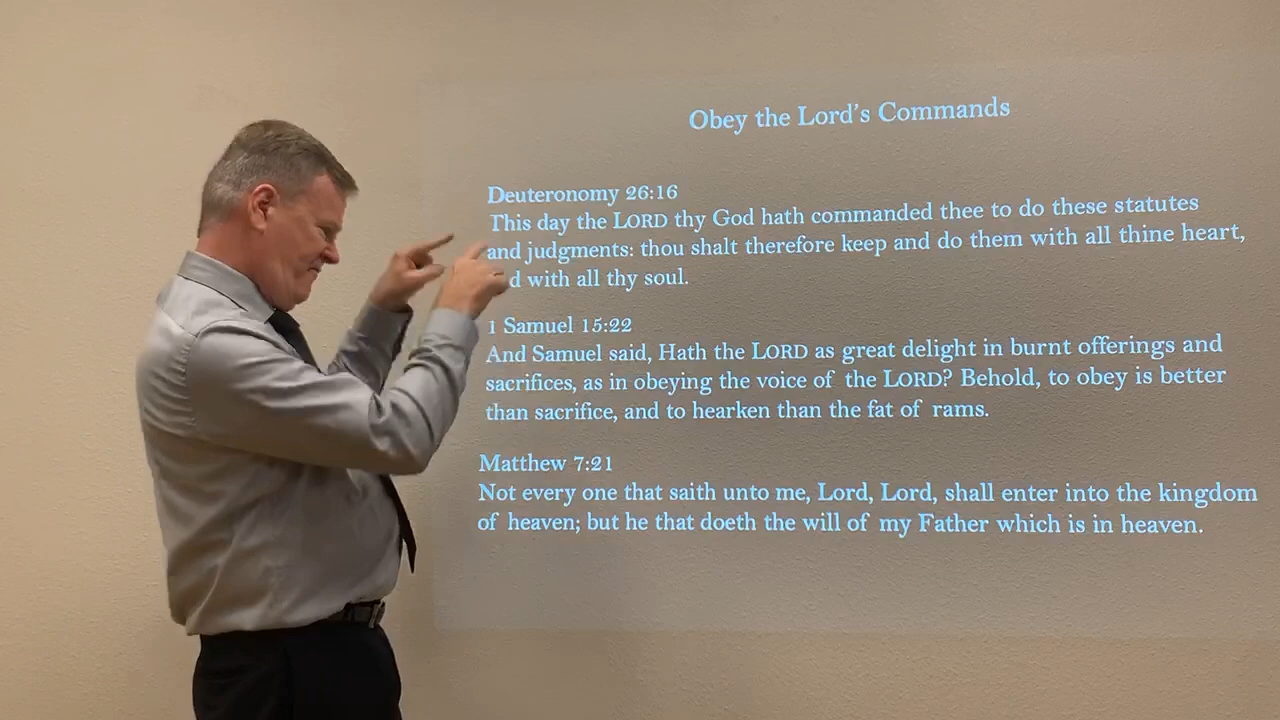 Obey the Lord's Commands
Deuteronomy 26:16
This day the LORD thy God hath commanded thee to do these statutes
and judgments: thou shalt therefore keep and do them with all thine heart,
d with all thy soul.
1 Samuel 15:22
And Samuel said, Hath the LORD as great delight in burnt offerings and
sacrifices, as in obeying the voice of the LORD? Behold, to obey is better
than sacrifice, and to hearken than the fat of rams.
Matthew 7:21
Not every one that saith unto me, Lord, Lord, shall enter into the kingdom
of heaven; but he that doeth the will of my Father which is in heaven.